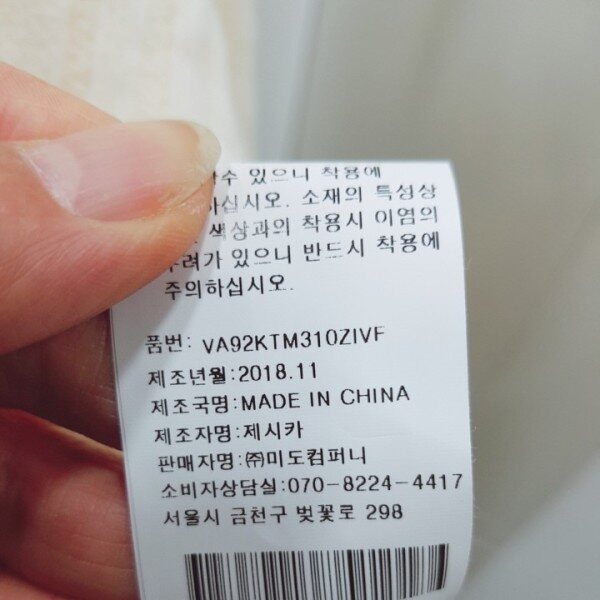 수 있으니 착용에
하십시오. 소재의 특성상
색상과의 착용시 이염의
우려가 있으니 반드시 착용에
주의하십시오.
품번: VA92KTM310ZIVF
제조년월:2018.11
제조국명:MADE IN CHINA
제조자명:제시카
판매자명:㈜미도컴퍼니
소비자상담실:070-8224-4417
서울시 금천구 벚꽃로 298